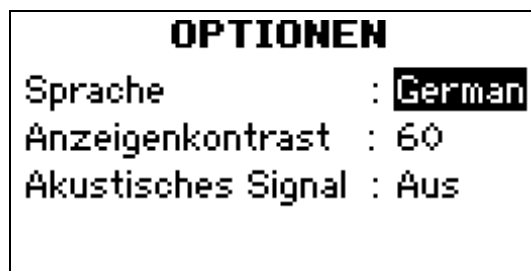 OPTIONEN
Sprache : German
Anzeigenkontrast : 60
Akustisches Signal : Aus